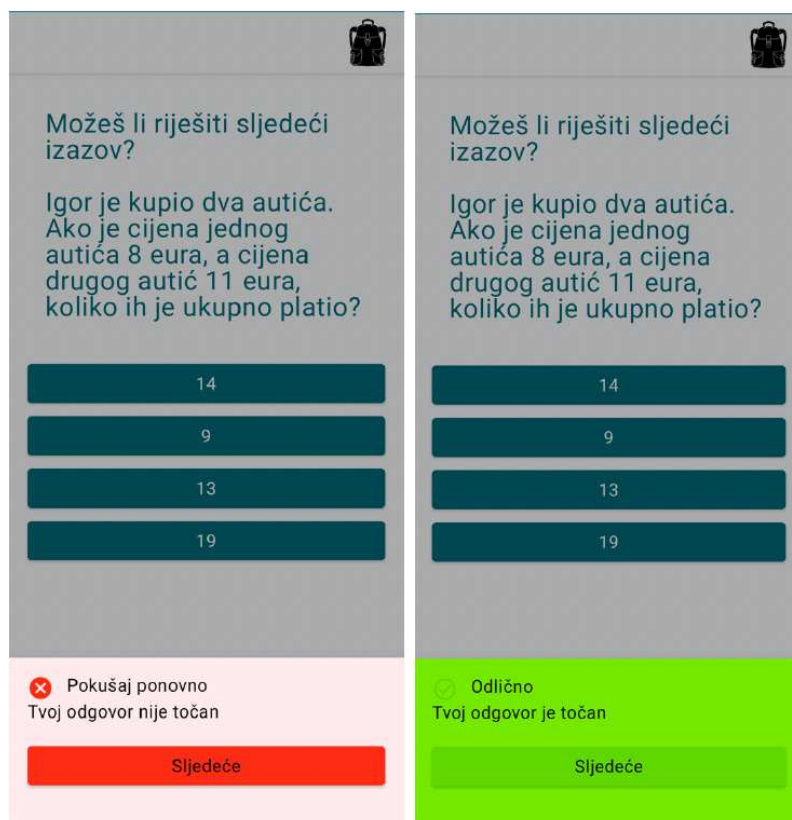 Možeš li riješiti sljedeći
izazov?
Igor je kupio dva autića.
Ako je cijena jednog
autića 8 eura, a cijena
drugog autić 11 eura,
koliko ih je ukupno platio?
14
9
13
19
Pokušaj ponovno
Tvoj odgovor nije točan
Sljedeće
Možeš li riješiti sljedeći
izazov?
Igor je kupio dva autića.
Ako je cijena jednog
autića 8 eura, a cijena
drugog autić 11 eura,
koliko ih je ukupno platio?
14
9
13
19
Odlično
Tvoj odgovor je točan
Sljedeće